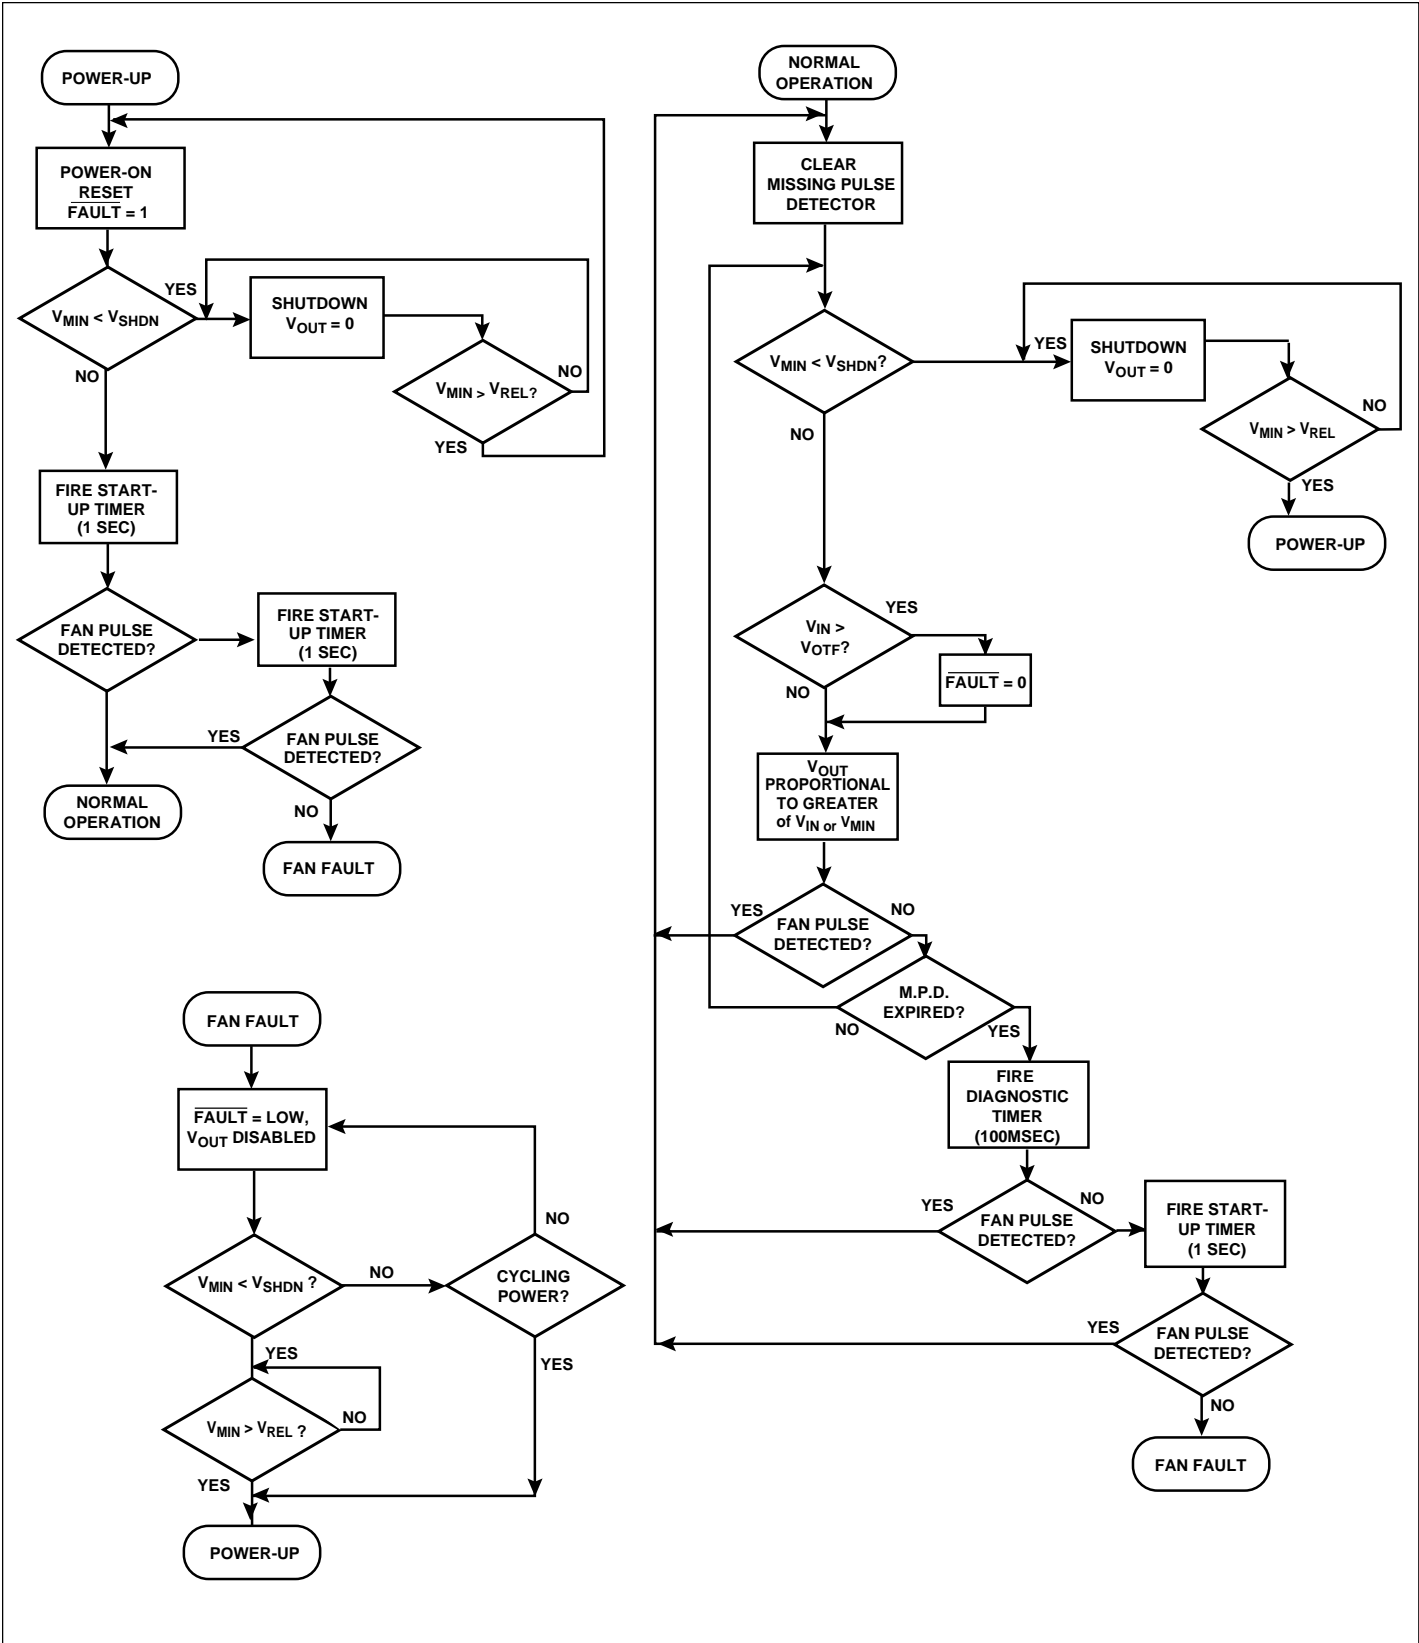 POWER-UP
POWER-ON
RESET
FAULT = 1
VMIN < VSHDN
YES
NO
SHUTDOWN
VOUT = 0
VMIN > VREL?
NO
YES
FIRE START-
UP TIMER
(1 SEC)
FAN PULSE
DETECTED?
FIRE START-
UP TIMER
(1 SEC)
YES
FAN PULSE
DETECTED?
NO
NORMAL
OPERATION
FAN FAULT
FAN FAULT
FAULT = LOW,
VOUT DISABLED
NO
VMIN < VSHDN ?
NO
CYCLING
POWER?
YES
YES
VMIN > VREL ?
NO
YES
POWER-UP
NORMAL
OPERATION
CLEAR
MISSING PULSE
DETECTOR
VMIN < VSHDN?
YES
NO
SHUTDOWN
VOUT = 0
VMIN > VREL
NO
YES
POWER-UP
VIN >
VOTF?
YES
NO
FAULT = 0
VOUT
PROPORTIONAL
TO GREATER
of VIN or VMIN
YES
FAN PULSE
DETECTED?
NO
M.P.D.
EXPIRED?
NO
YES
FIRE
DIAGNOSTIC
TIMER
(100MSEC)
YES
FAN PULSE
DETECTED?
NO
FIRE START-
UP TIMER
(1 SEC)
YES
FAN PULSE
DETECTED?
NO
FAN FAULT